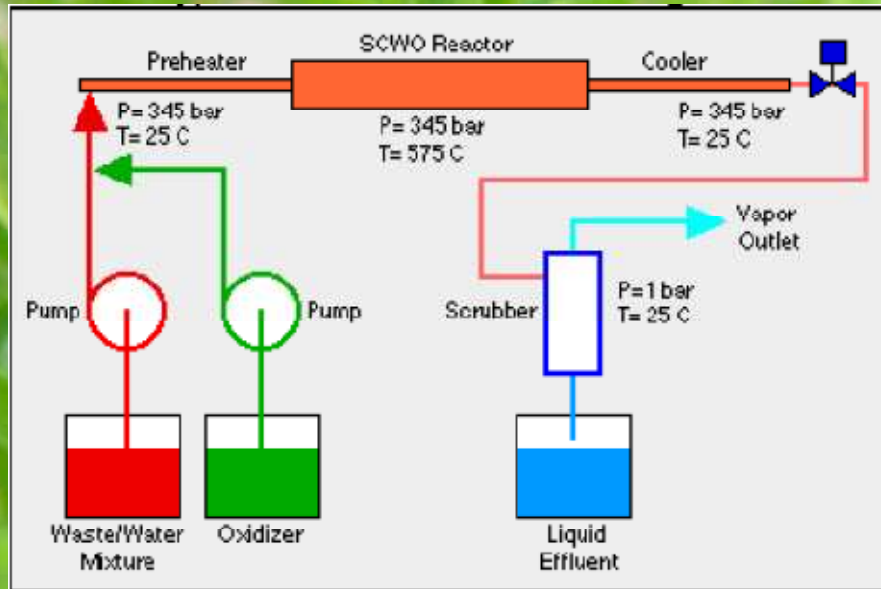 SCWO Reactor
Preheater
Cooler
P= 345 bar
T= 25 C
P= 345 bar
T= 575 C
P= 345 bar
T= 25 C
Vapor
Outlet
Pump
Pump
Scrubber
P=1 bar
T= 25 C
Waste/Water
Mixture
Oxidizer
Liquid
Effluent